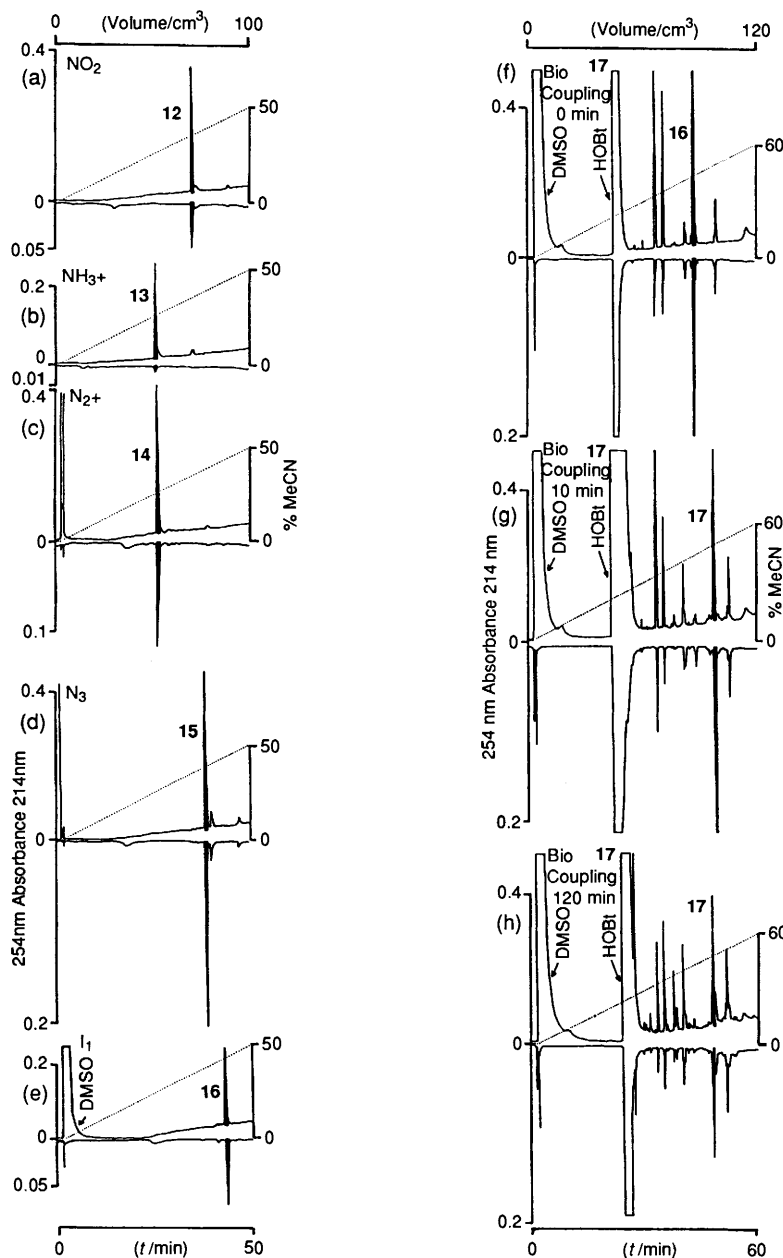 0 (Volume/cm³) 100
0.4
(a) NO₂
12
50
0
0
0.05
0.2
NH₃+
(b)
13
50
0
0
0.01
0.4
N₂+
(c)
14
50
0
0
0.1
% MeCN
0.4
N₃
(d)
15
50
0
0
0.2
254nm Absorbance 214nm
(e)
0.2
I₁
DMSO
16
50
0
0
0.05
0 (t/min) 50
0 (Volume/cm³) 120
(f)
0.4
Bio
Coupling
0 min
17
DMSO
HOBt
16
60
0
0
0.2
(g)
0.4
Bio
Coupling
10 min
17
DMSO
HOBt
17
60
0
0
0.2
254 nm Absorbance 214 nm
% MeCN
(h)
0.4
Bio
Coupling
120 min
17
DMSO
HOBt
17
60
0
0
0.2
0 (t/min) 60